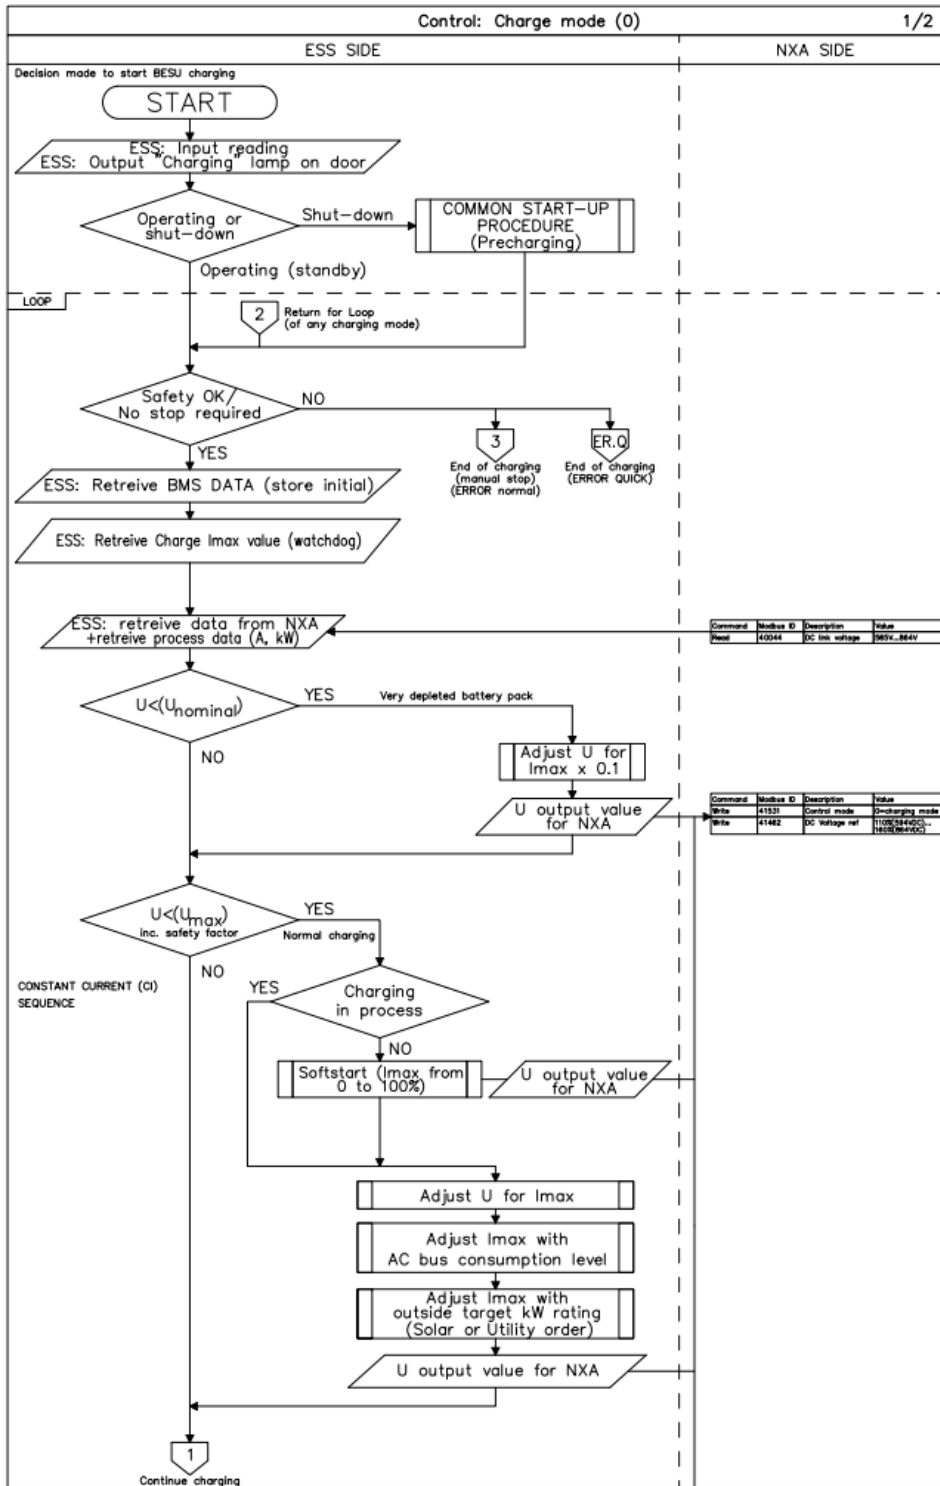 Control: Charge mode (0)
1/2
ESS SIDE
NXA SIDE
Decision made to start BESU charging
START
ESS: Input reading
ESS: Output "Charging" lamp on door
Operating or
shut-down
Shut-down
COMMON START-UP
PROCEDURE
(Precharging)
Operating (standby)
LOOP
2
Return for Loop
(of any charging mode)
Safety OK/
No stop required
NO
YES
3
ER.Q
End of charging
(manual stop)
(ERROR normal)
End of charging
(ERROR QUICK)
ESS: Retreive BMS DATA (store initial)
ESS: Retreive Charge Imax value (watchdog)
ESS: retreive data from NXA
+retreive process data (A, kW)
Command Modbus ID Description Value
Read 40044 DC link voltage 565V...864V
U<(Unominal)
YES
Very depleted battery pack
NO
Adjust U for
Imax x 0.1
U output value
for NXA
Command Modbus ID Description Value
Write 41531 Control mode 0=charging mode
Write 41462 DC Voltage ref 110%(594VDC)...
160%(864VDC)
U<(Umax)
inc. safety factor
YES
Normal charging
NO
CONSTANT CURRENT (CI)
SEQUENCE
YES
Charging
in process
NO
Softstart (Imax from
0 to 100%)
U output value
for NXA
Adjust U for Imax
Adjust Imax with
AC bus consumption level
Adjust Imax with
outside target kW rating
(Solar or Utility order)
U output value for NXA
1
Continue charging